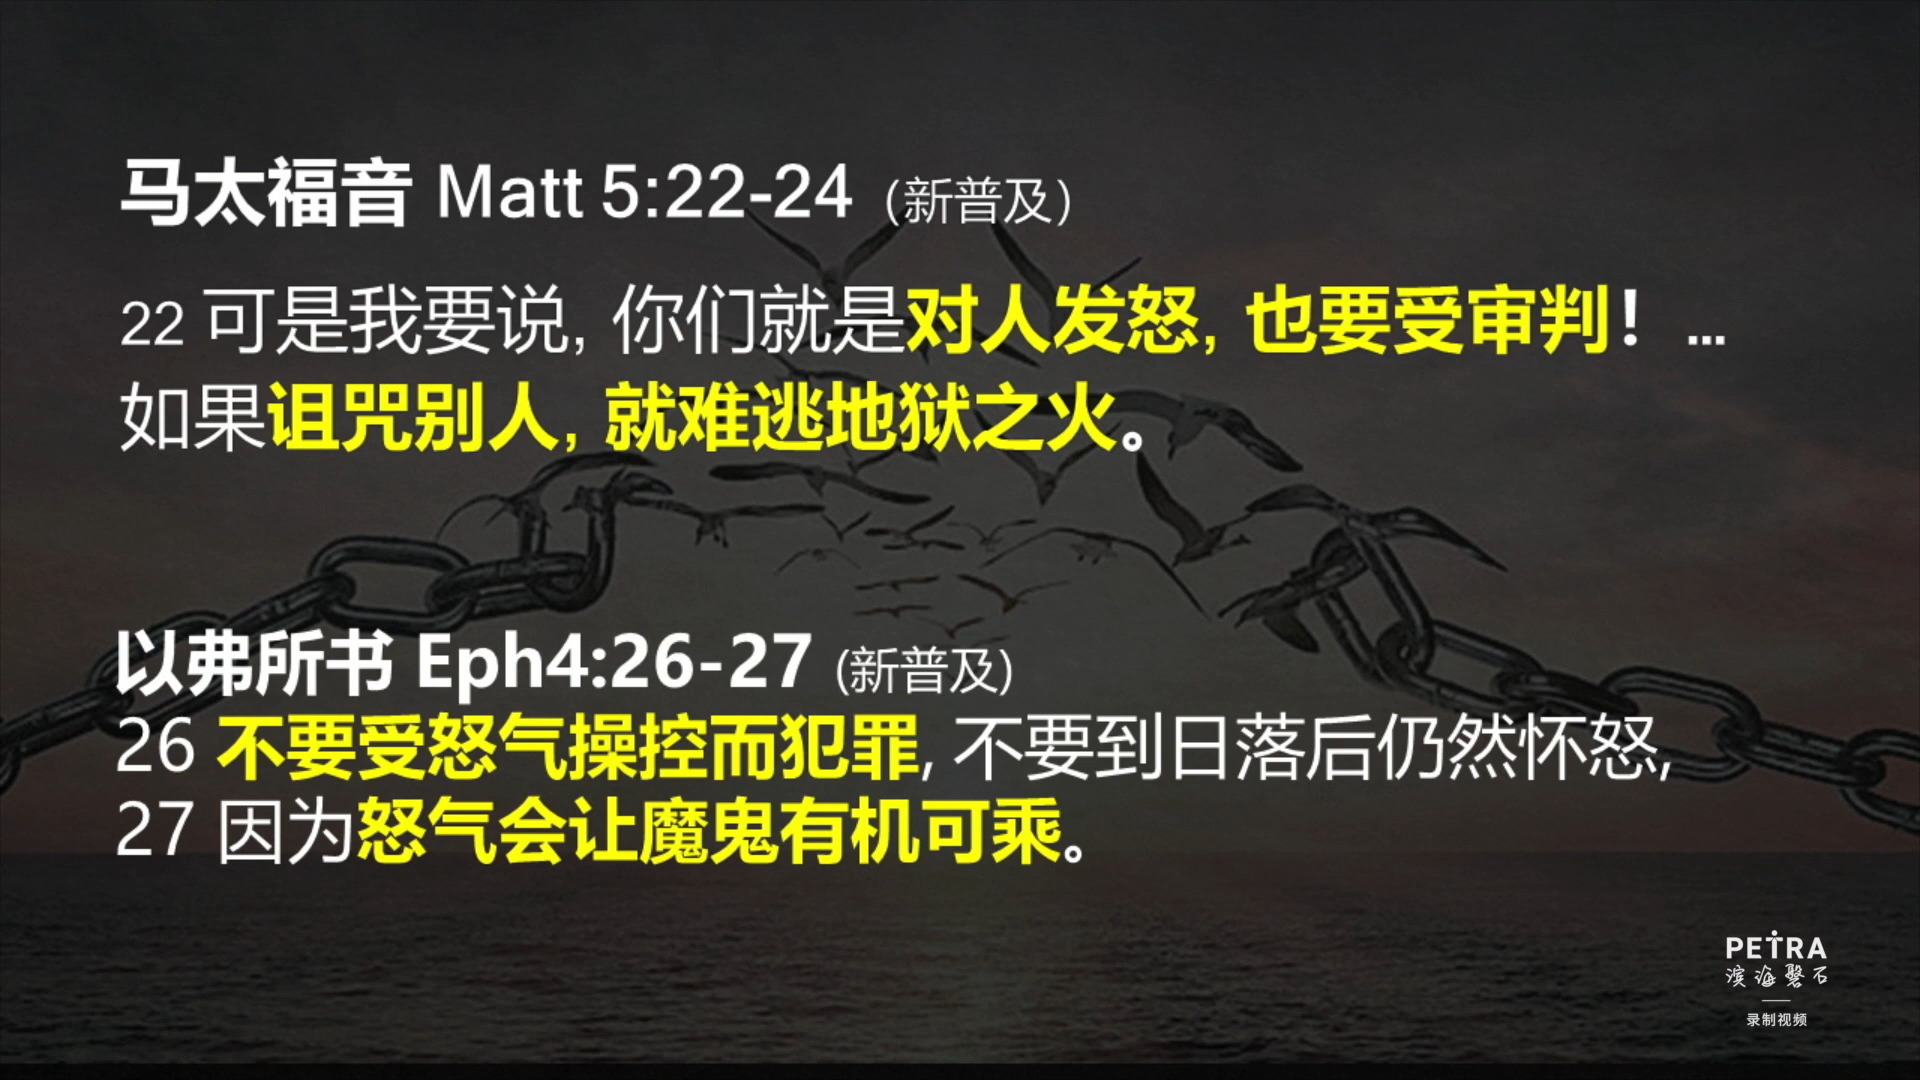 马太福音 Matt 5:22-24 (新普及)
22 可是我要说, 你们就是对人发怒, 也要受审判！...
如果诅咒别人, 就难逃地狱之火。
以弗所书 Eph4:26-27 (新普及)
26 不要受怒气操控而犯罪, 不要到日落后仍然怀怒,
27 因为怒气会让魔鬼有机可乘。
PETRA
滨海磐石
录制视频